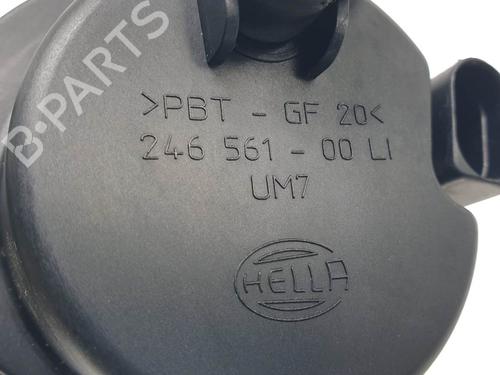 B-PARTS
>PBT - GF 20<
246 561 - 00 LI
UM7
HELLA